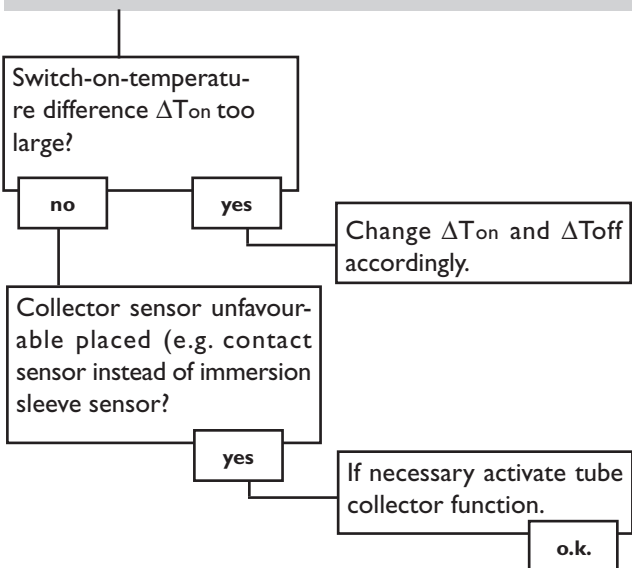 Switch-on-temperatu-
re difference ΔTon too
large?
no
yes
Change ΔTon and ΔToff
accordingly.
Collector sensor unfavour-
able placed (e.g. contact
sensor instead of immersion
sleeve sensor?
yes
If necessary activate tube
collector function.
o.k.